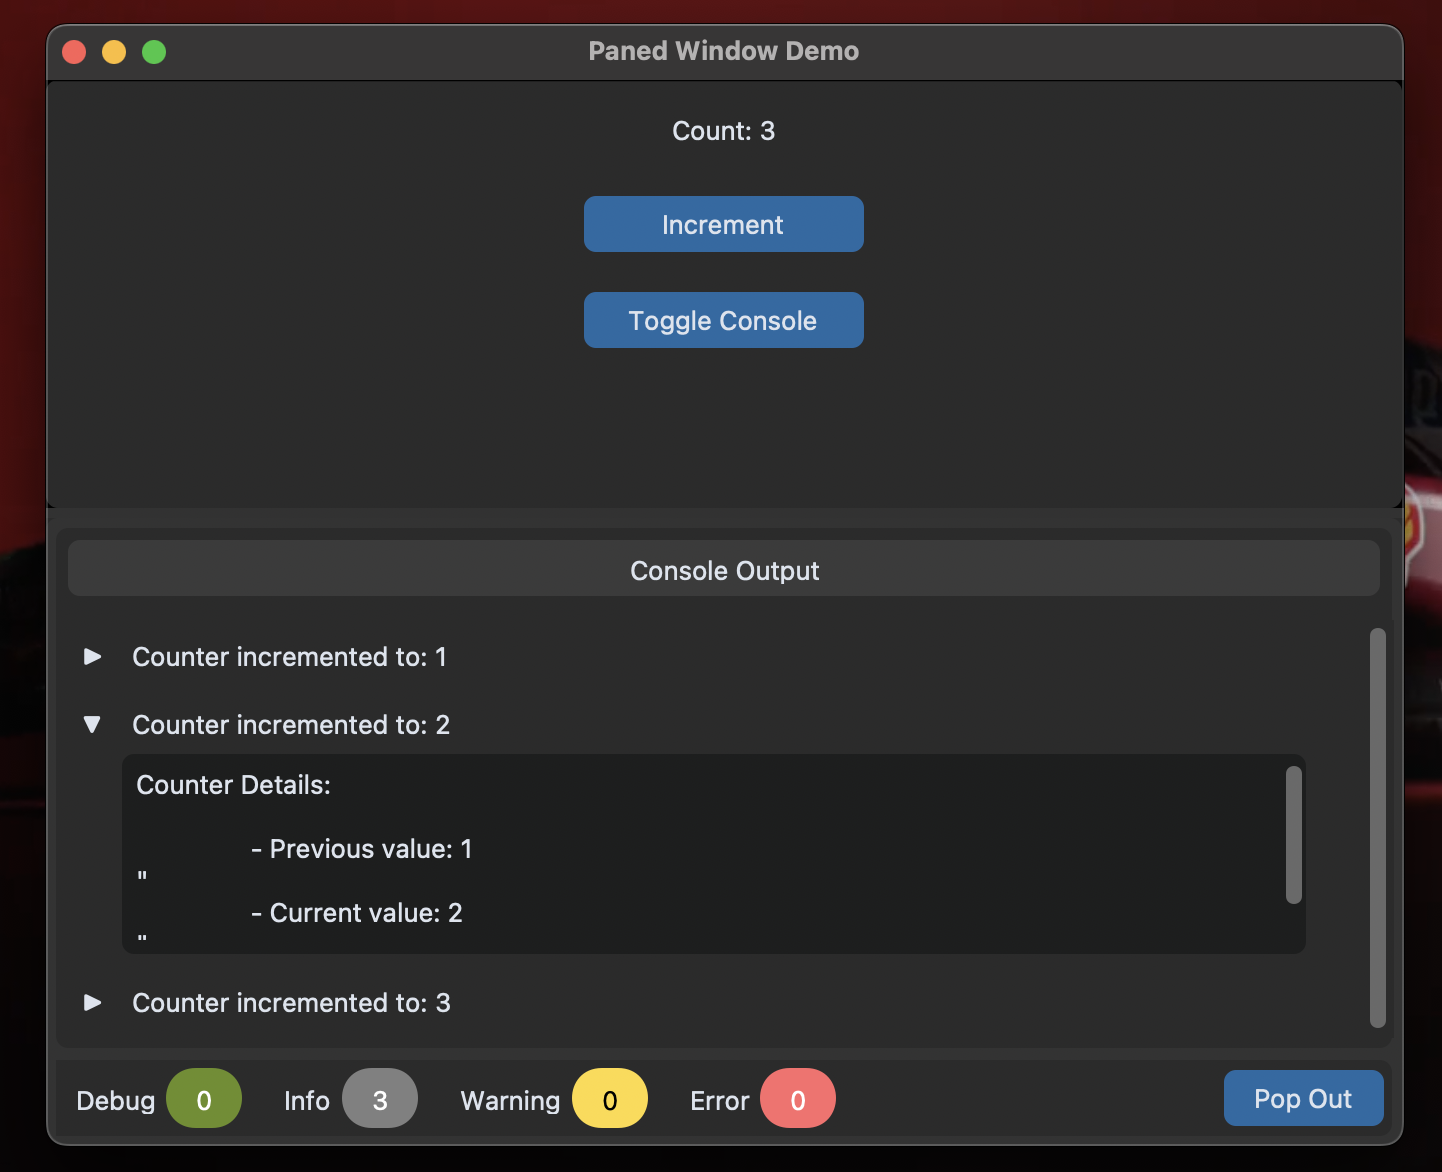 Paned Window Demo
Count: 3
Increment
Toggle Console
Console Output
▶ Counter incremented to: 1
▼ Counter incremented to: 2
Counter Details:
- Previous value: 1
"
- Current value: 2
"
▶ Counter incremented to: 3
Debug 0 Info 3 Warning 0 Error 0 Pop Out